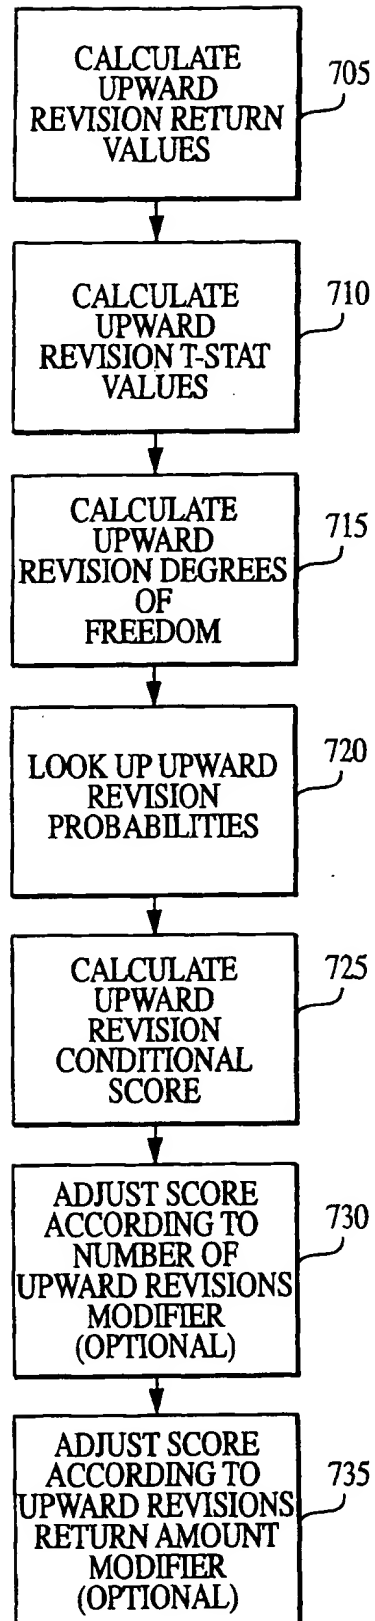 CALCULATE
UPWARD
REVISION RETURN
VALUES
705
CALCULATE
UPWARD
REVISION T-STAT
VALUES
710
CALCULATE
UPWARD
REVISION DEGREES
OF
FREEDOM
715
LOOK UP UPWARD
REVISION
PROBABILITIES
720
CALCULATE
UPWARD
REVISION
CONDITIONAL
SCORE
725
ADJUST SCORE
ACCORDING TO
NUMBER OF
UPWARD REVISIONS
MODIFIER
(OPTIONAL)
730
ADJUST SCORE
ACCORDING TO
UPWARD REVISIONS
RETURN AMOUNT
MODIFIER
(OPTIONAL)
735